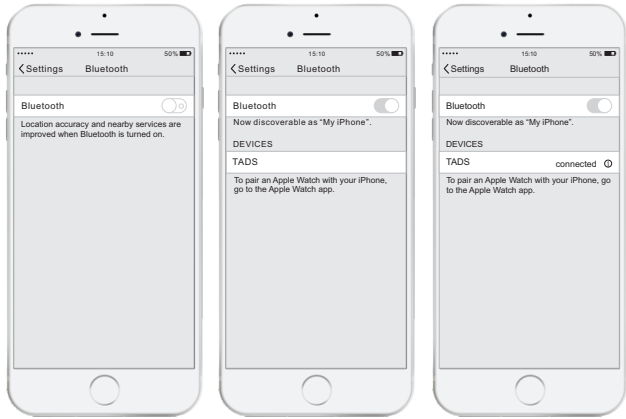 15:10 50%
Settings Bluetooth
Bluetooth
Location accuracy and nearby services are
improved when Bluetooth is turned on.
15:10 50%
Settings Bluetooth
Bluetooth
Now discoverable as “My iPhone”.
DEVICES
TADS
To pair an Apple Watch with your iPhone,
go to the Apple Watch app.
15:10 50%
Settings Bluetooth
Bluetooth
Now discoverable as “My iPhone”.
DEVICES
TADS connected
To pair an Apple Watch with your iPhone, go
to the Apple Watch app.